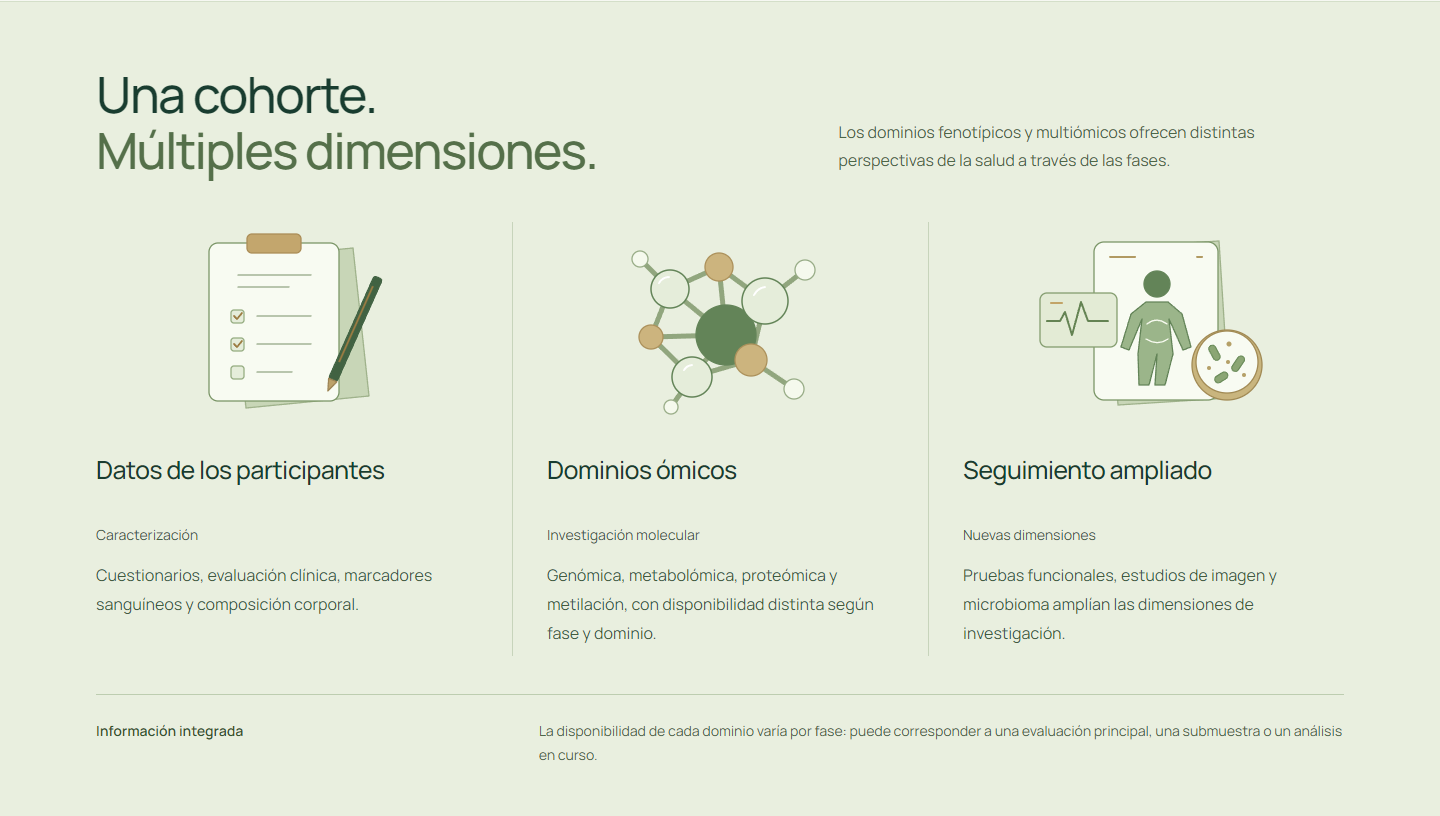 Una cohorte.
Múltiples dimensiones.
Los dominios fenotípicos y multiómicos ofrecen distintas
perspectivas de la salud a través de las fases.
Datos de los participantes
Caracterización
Cuestionarios, evaluación clínica, marcadores
sanguíneos y composición corporal.
Dominios ómicos
Investigación molecular
Genómica, metabolómica, proteómica y
metilación, con disponibilidad distinta según
fase y dominio.
Seguimiento ampliado
Nuevas dimensiones
Pruebas funcionales, estudios de imagen y
microbioma amplían las dimensiones de
investigación.
Información integrada
La disponibilidad de cada dominio varía por fase: puede corresponder a una evaluación principal, una submuestra o un análisis
en curso.